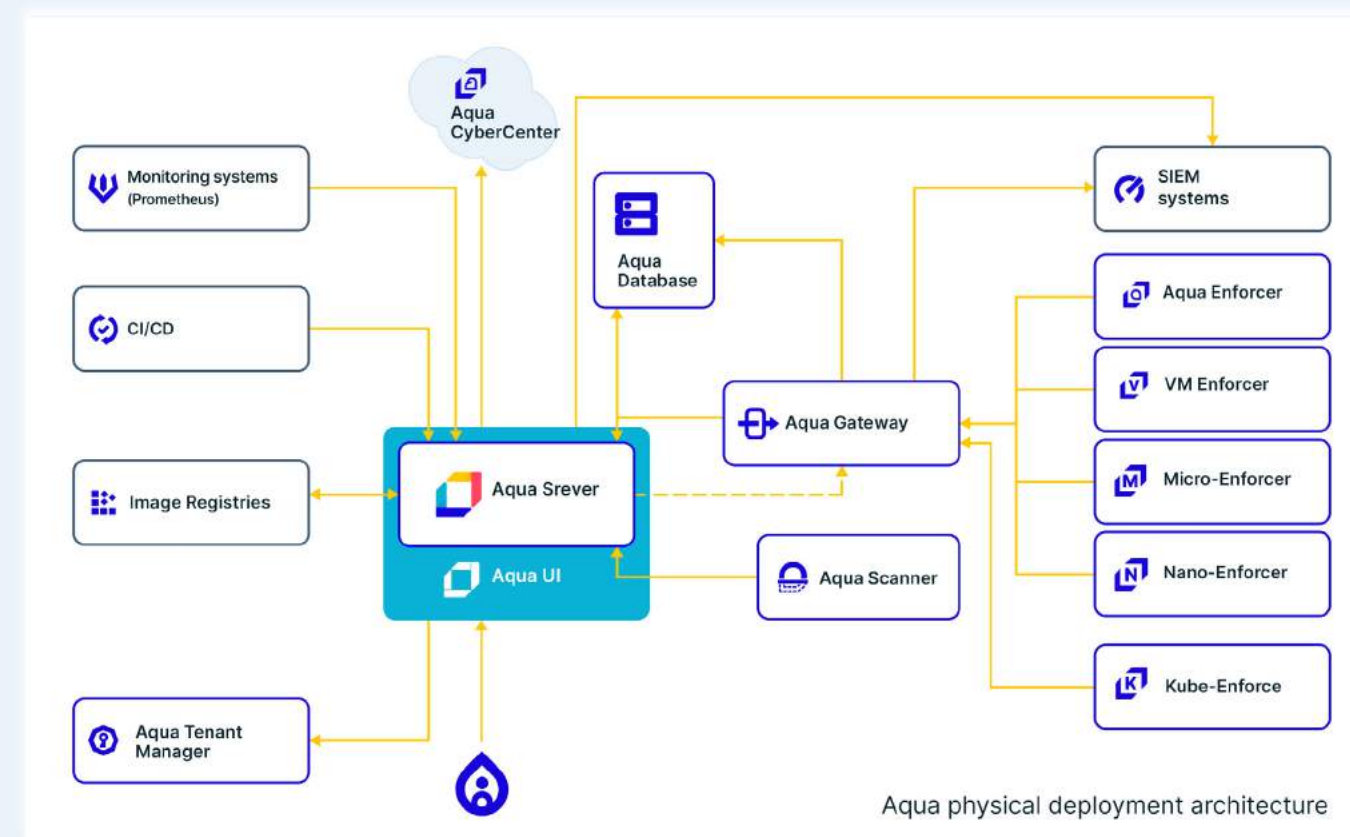 Aqua
CyberCenter
Monitoring systems
(Prometheus)
SIEM
systems
Aqua
Database
Aqua Enforcer
CI/CD
V
VM Enforcer
Aqua Gateway
M
Micro-Enforcer
Image Registries
Aqua Srever
Aqua UI
Aqua Scanner
N
Nano-Enforcer
K
Kube-Enforce
Aqua Tenant
Manager
Aqua physical deployment architecture